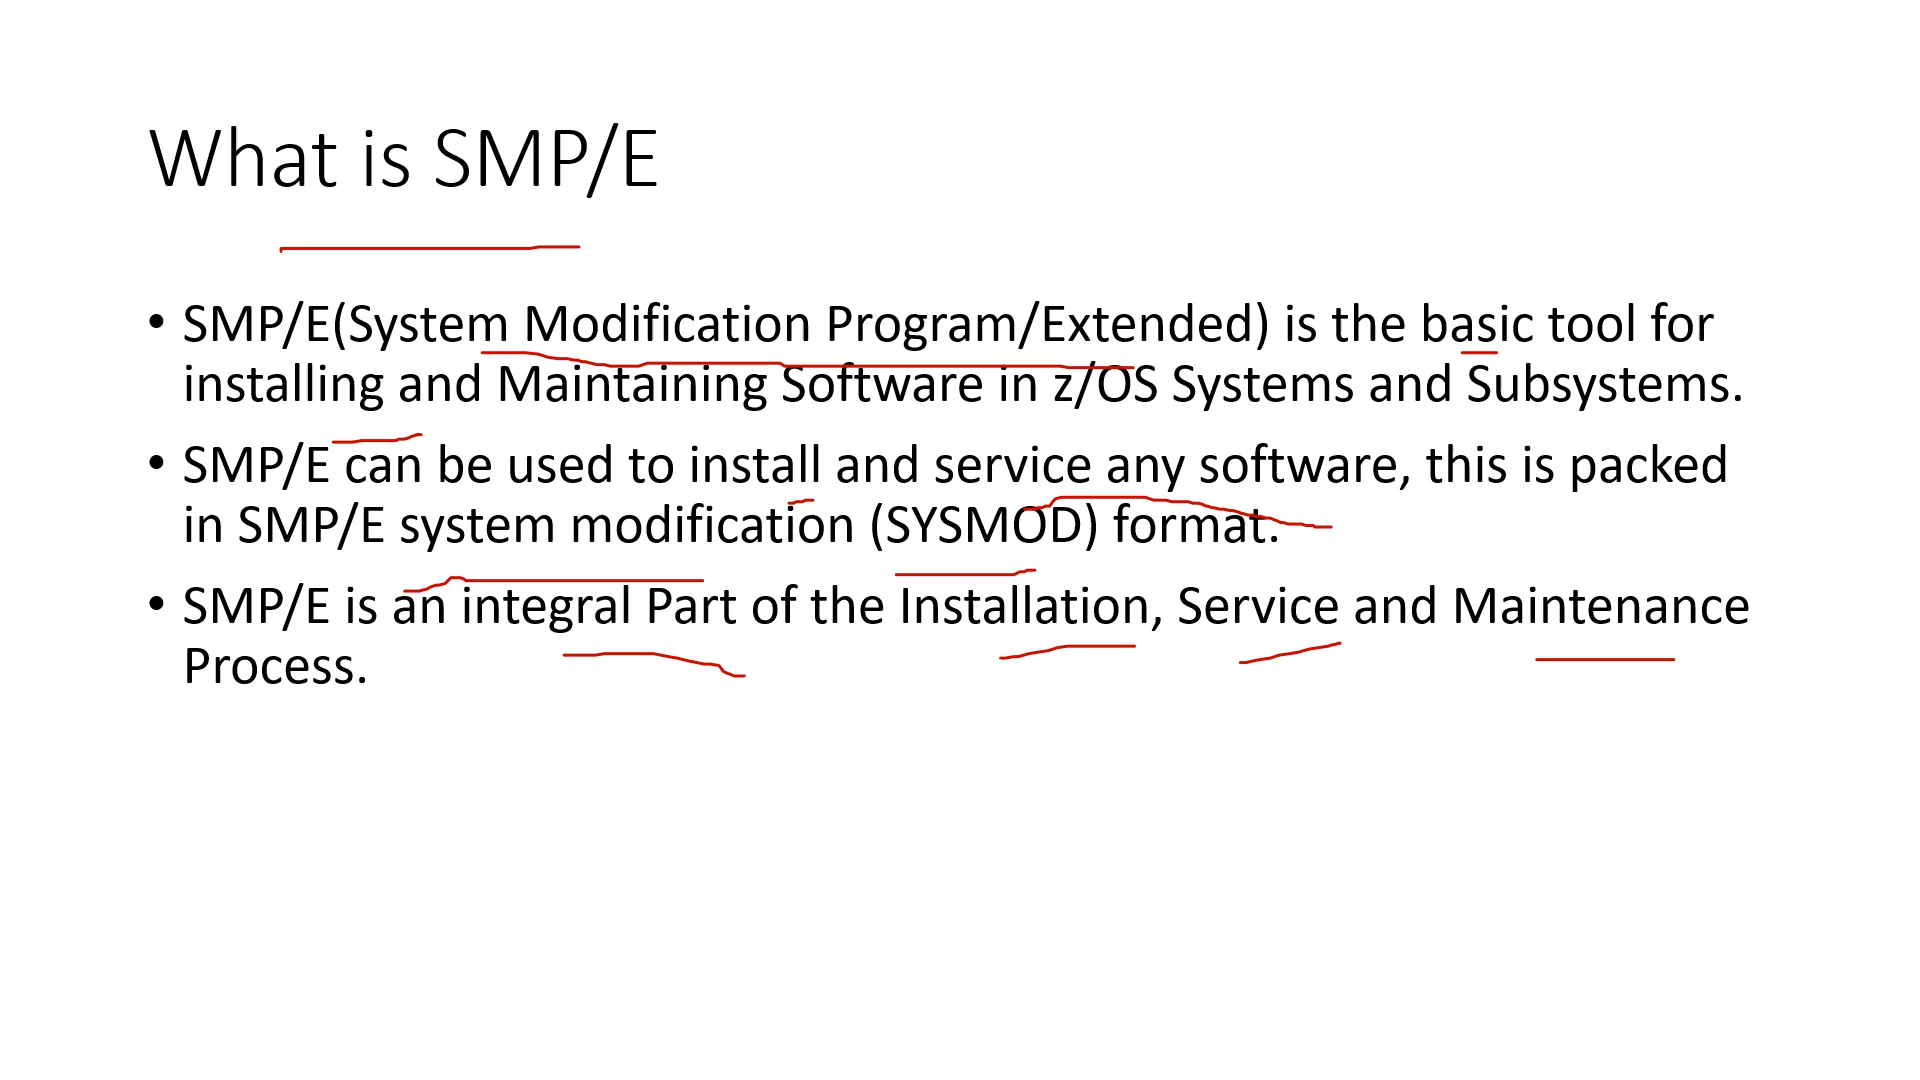 What is SMP/E
• SMP/E(System Modification Program/Extended) is the basic tool for
installing and Maintaining Software in z/OS Systems and Subsystems.
• SMP/E can be used to install and service any software, this is packed
in SMP/E system modification (SYSMOD) format.
• SMP/E is an integral Part of the Installation, Service and Maintenance
Process.